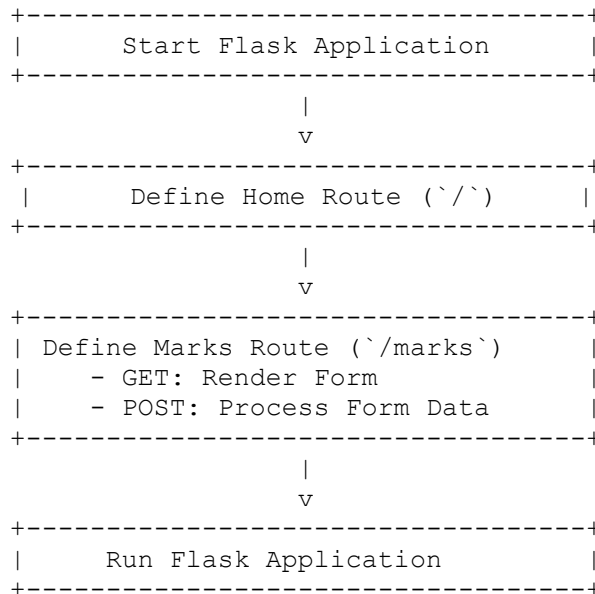 +-----------------------------------+
|      Start Flask Application      |
+-----------------------------------+
                  |
                  v
+-----------------------------------+
|      Define Home Route (`/`)     |
+-----------------------------------+
                  |
                  v
+-----------------------------------+
| Define Marks Route (`/marks`)     |
|    - GET: Render Form             |
|    - POST: Process Form Data      |
+-----------------------------------+
                  |
                  v
+-----------------------------------+
|     Run Flask Application         |
+-----------------------------------+